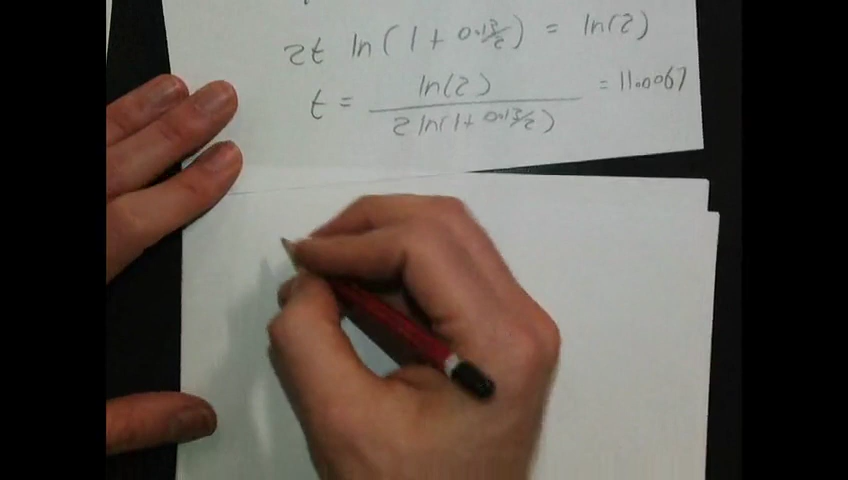 2t ln(1 + 0.13/2) = ln(2)
t = ln(2) / 2 ln(1 + 0.13/2) = 11.0067